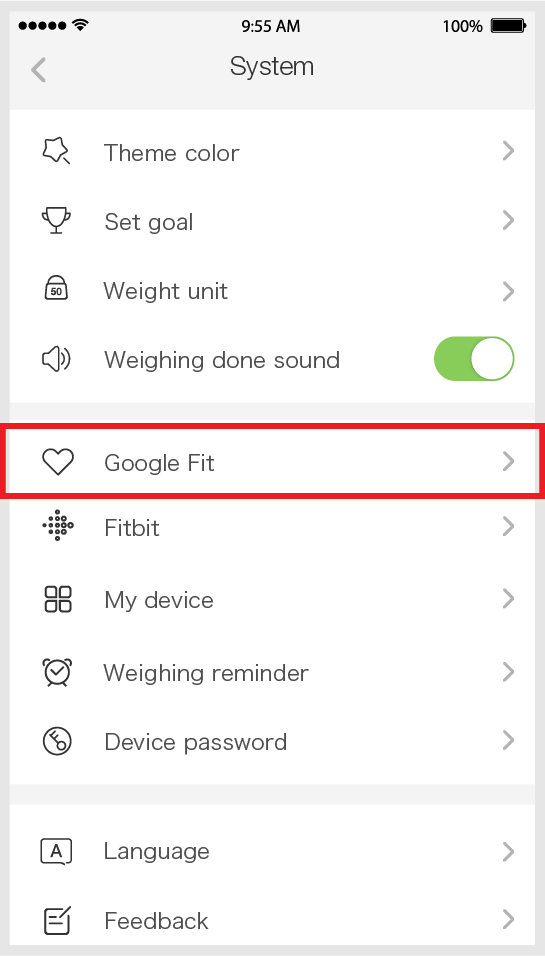 9:55 AM 100%
System
Theme color
Set goal
50 Weight unit
Weighing done sound
Google Fit
Fitbit
My device
Weighing reminder
Device password
A Language
Feedback